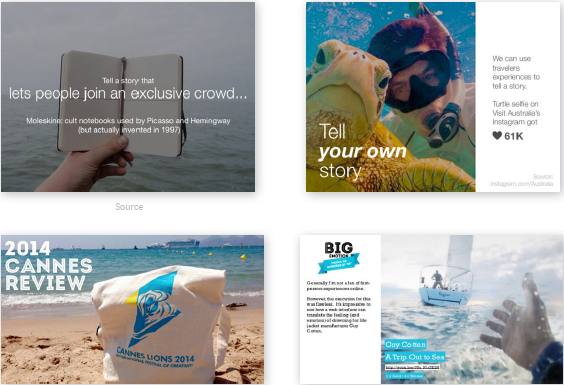 Tell a story that
lets people join an exclusive crowd...
Moleskine: cult notebooks used by Picasso and Hemingway
(but actually invented in 1997)
Source
Tell
your own
story
We can use
travelers
experiences to
tell a story.
Turtle selfie on
Visit Australia's
Instagram got
61K
Source:
instagram.com/Australia
2014
CANNES
REVIEW
CANNES LIONS 2014
INTERNATIONAL FESTIVAL OF CREATIVITY
BIG
EMOTION
Generally I'm not a fan of first-
person experiences online.
However, the execution for this
was flawless. It's impressive to
see how a web interface can
translate the feeling (and
emotion) of drowning for life
jacket manufacturer Guy
Cotten.
Guy Cotten
A Trip Out to Sea